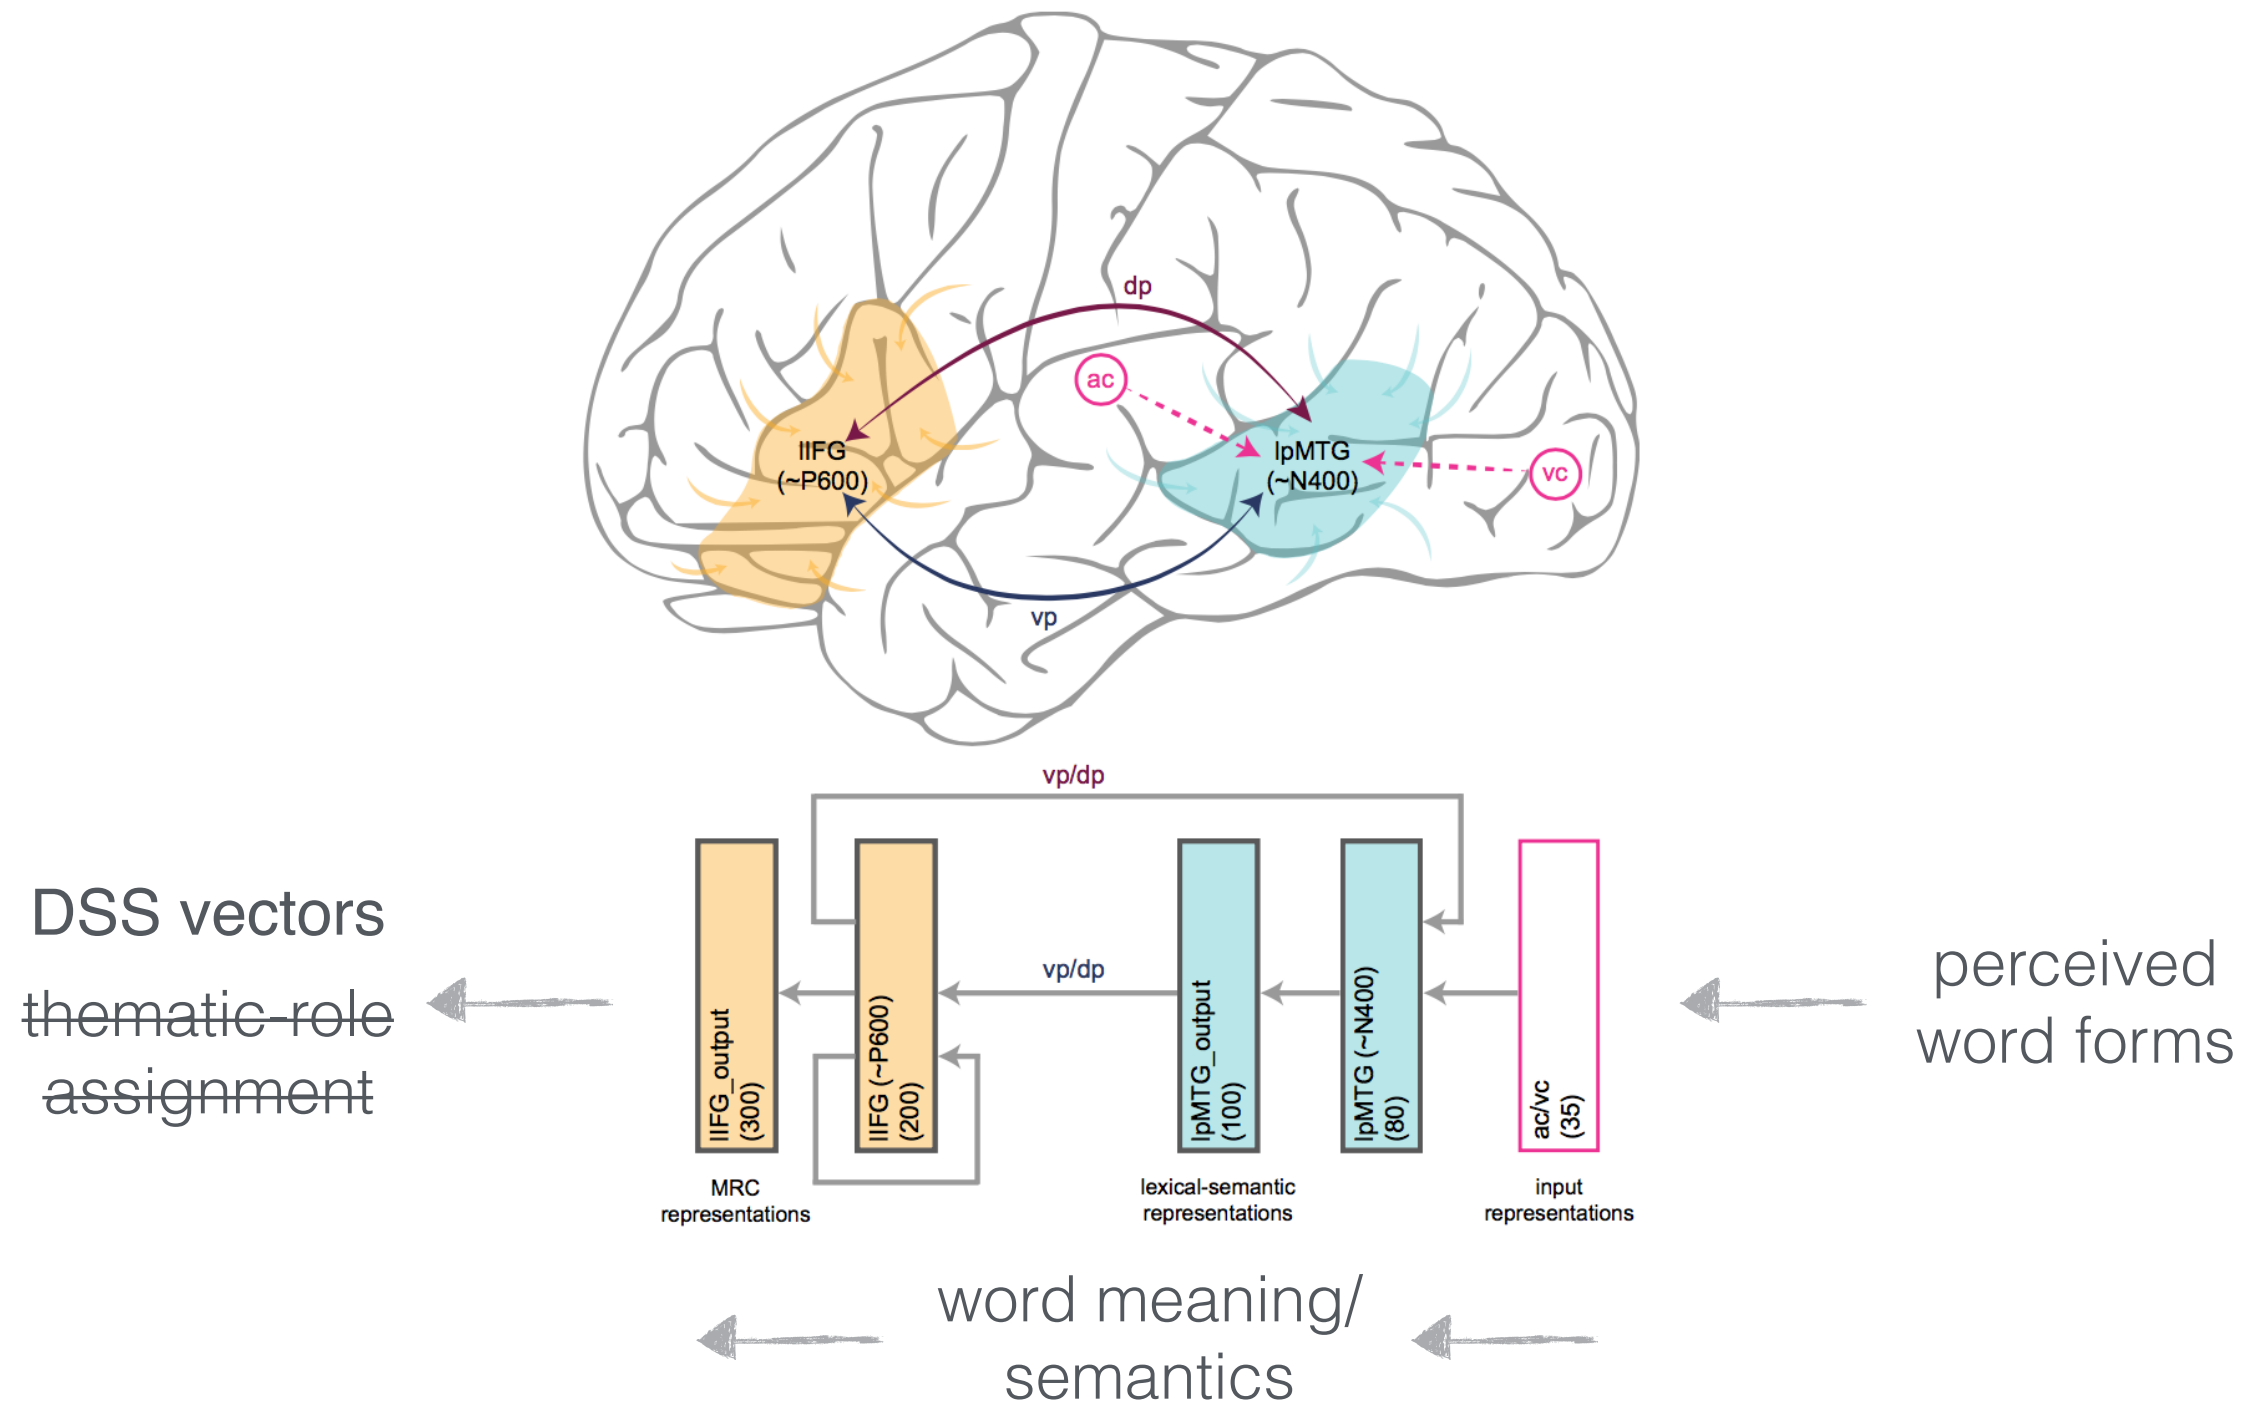 dp
ac
lIFG
(~P600)
lpMTG
(~N400)
vc
vp
vp/dp
vp/dp
DSS vectors
thematic-role
assignment
perceived
word forms
lIFG_output
(300)
lIFG (~P600)
(200)
lpMTG_output
(100)
lpMTG (~N400)
(80)
ac/vc
(35)
MRC
representations
lexical-semantic
representations
input
representations
word meaning/
semantics